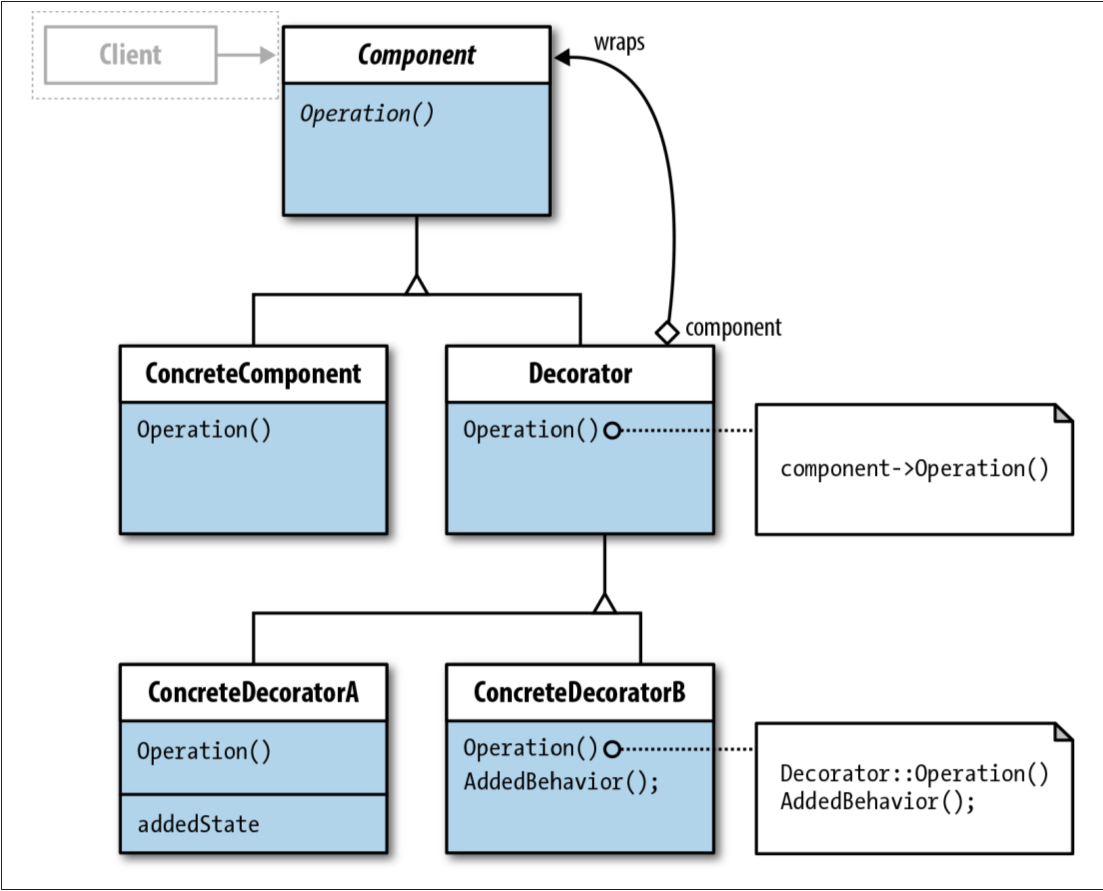 Client
Component
wraps
Operation()
component
ConcreteComponent
Decorator
Operation()
Operation()
component->Operation()
ConcreteDecoratorA
ConcreteDecoratorB
Operation()
addedState
Operation()
AddedBehavior();
Decorator::Operation()
AddedBehavior();